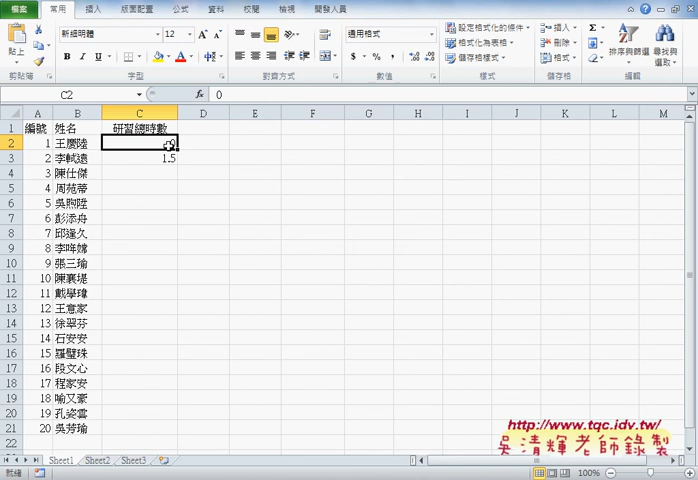 檔案 常用 插入 版面配置 公式 資料 校閱 檢視 開發人員
貼上 新細明體 12 通用格式 設定格式化的條件 插入
格式化為表格 刪除 排序與篩選 尋找與選取
儲存格樣式 格式
剪貼簿 字型 對齊方式 數值 樣式 儲存格 編輯
C2 fx 0
A B C D E F G H I J K L M
1 編號 姓名 研習總時數
2 1 王慶陸 0
3 2 李軾遠 1.5
4 3 陳仕傑
5 4 周苑蒂
6 5 吳煦陞
7 6 彭添舟
8 7 邱逢久
9 8 李哖嫦
10 9 張三瑜
11 10 陳襄堤
12 11 戴學瑋
13 12 王意家
14 13 徐翠芬
15 14 石安安
16 15 羅璧珠
17 16 段文心
18 17 程家安
19 18 喻又豪
20 19 孔姿雲
21 20 吳芳瑜
22
http://www.tqc.idv.tw/
吳清輝老師錄製
Sheet1 Sheet2 Sheet3
就緒 100%